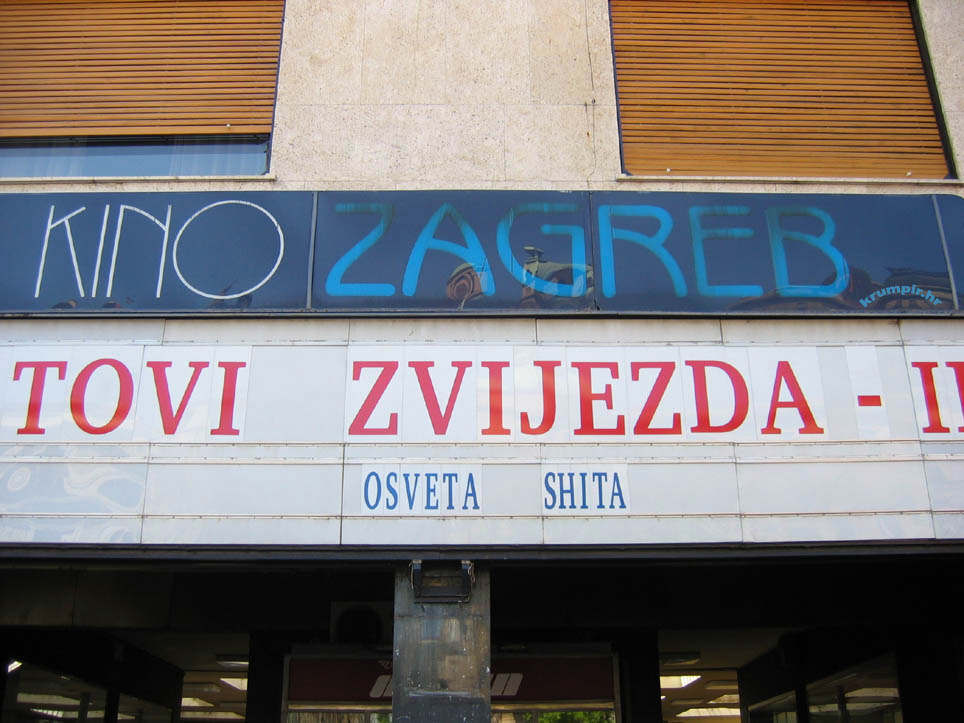 KINO ZAGREB
krumpir.hr
TOVI ZVIJEZDA - I
OSVETA SHITA